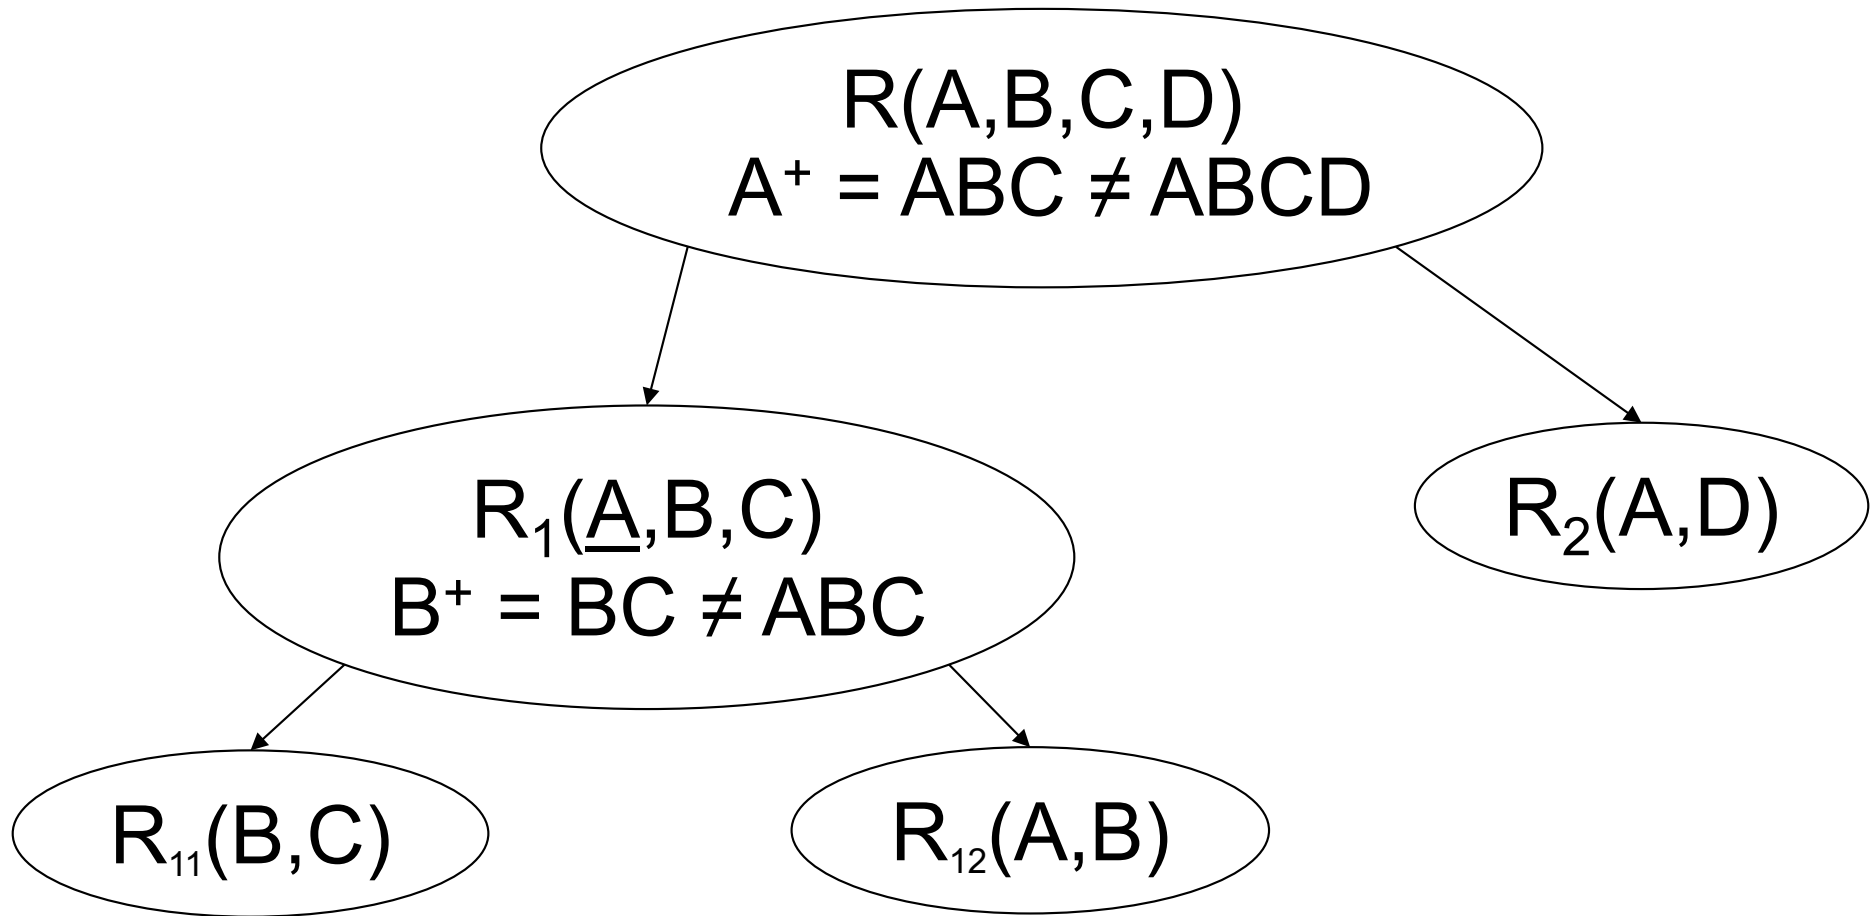 R(A,B,C,D)
A⁺ = ABC ≠ ABCD
R₁(A,B,C)
B⁺ = BC ≠ ABC
R₂(A,D)
R₁₁(B,C)
R₁₂(A,B)